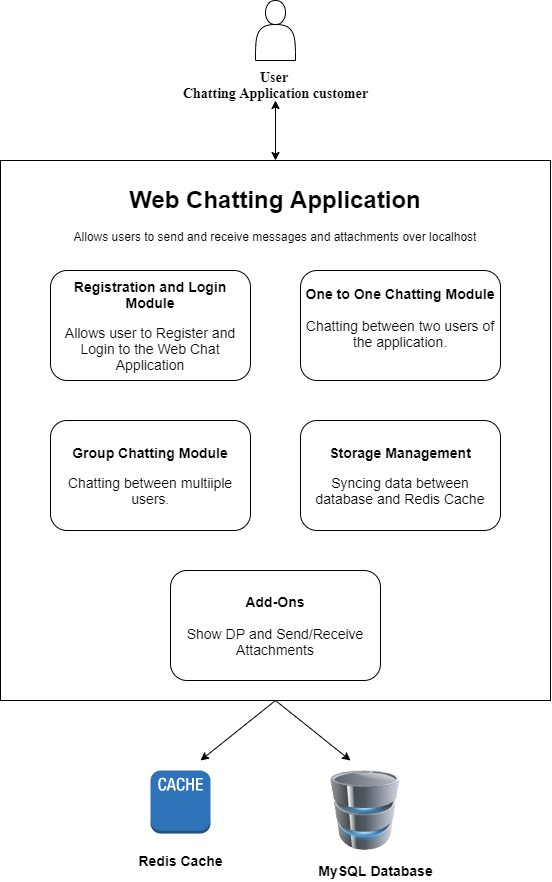 User
Chatting Application customer
Web Chatting Application
Allows users to send and receive messages and attachments over localhost
Registration and Login
Module
Allows user to Register and
Login to the Web Chat
Application
One to One Chatting Module
Chatting between two users of
the application.
Group Chatting Module
Chatting between multiiple
users.
Storage Management
Syncing data between
database and Redis Cache
Add-Ons
Show DP and Send/Receive
Attachments
CACHE
Redis Cache
MySQL Database